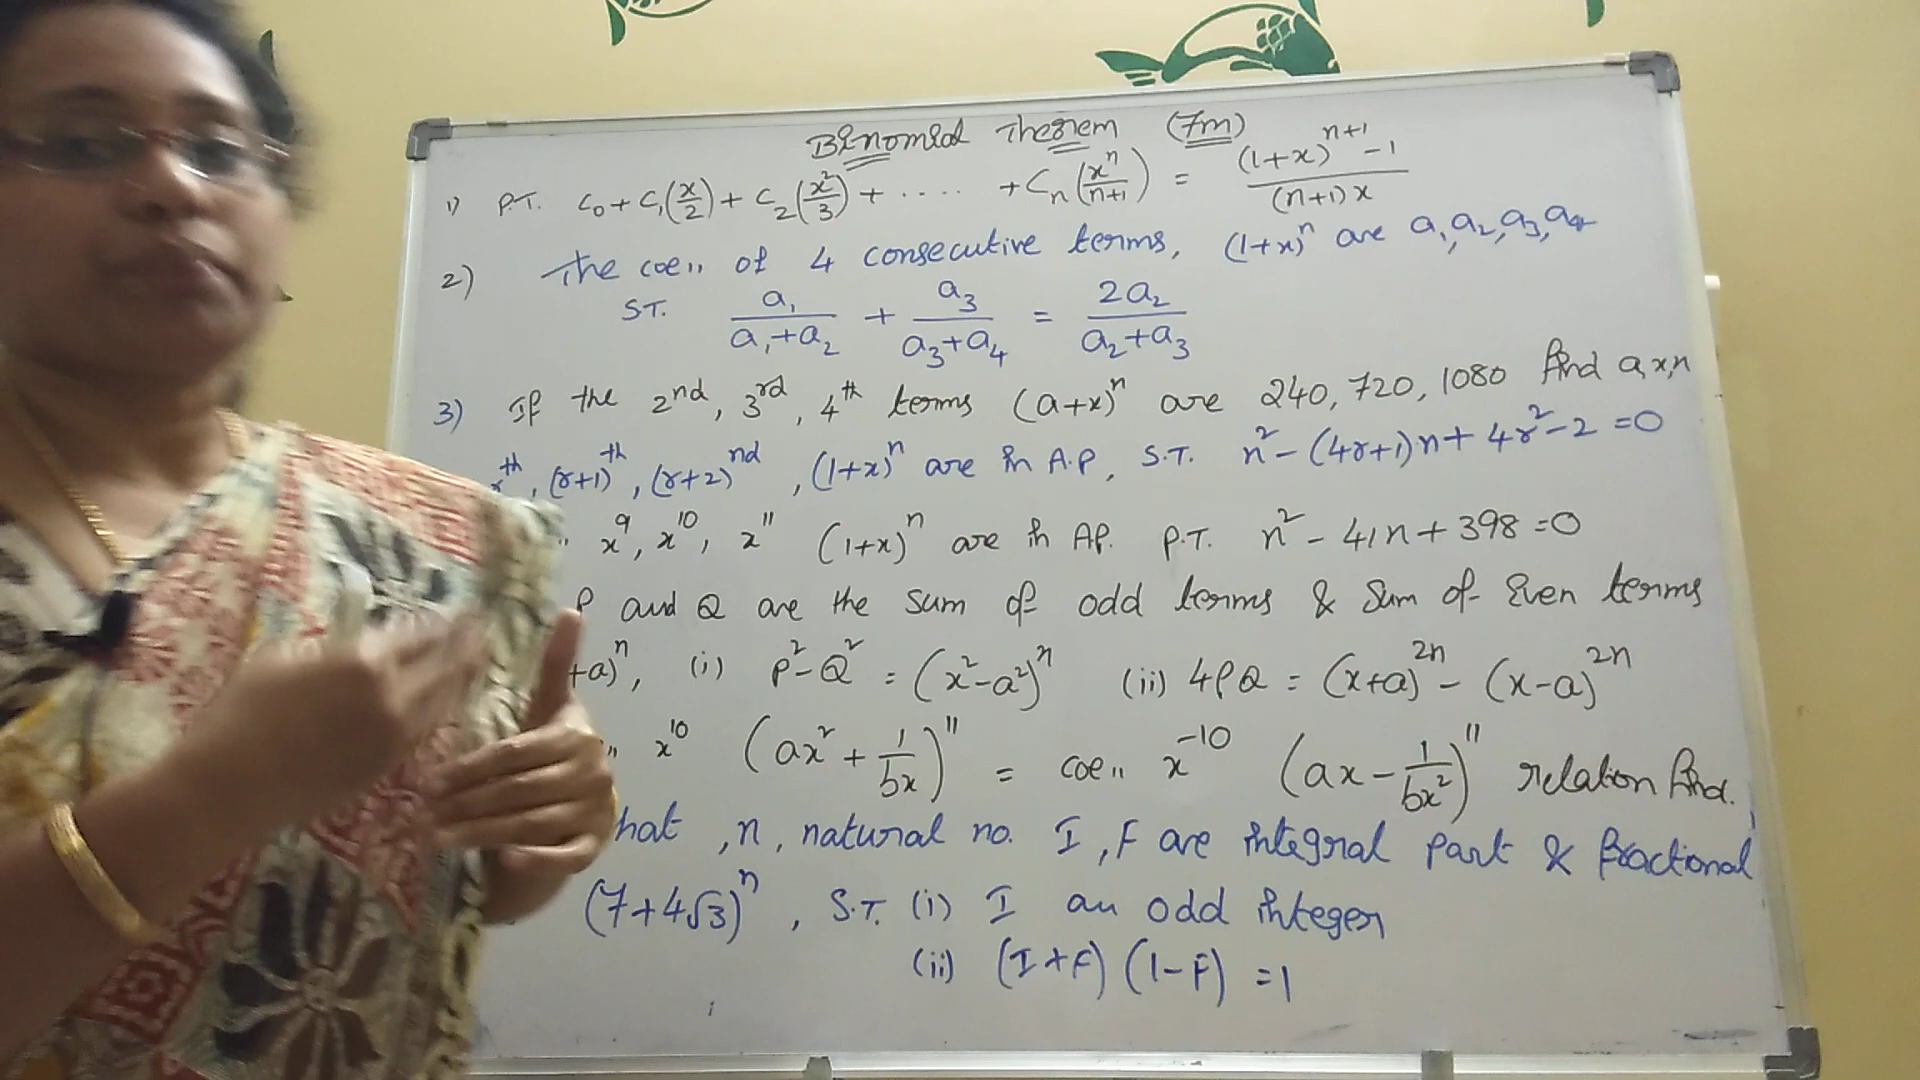 Binomial Theorem (7m)
1) P.T. C₀ + C₁(x/2) + C₂(x²/3) + ..... + Cₙ(xⁿ/n+1) = (1+x)ⁿ⁺¹ - 1 / (n+1)x
2) The coe,, of 4 consecutive terms, (1+x)ⁿ are a₁, a₂, a₃, a₄
S.T. a₁/a₁+a₂ + a₃/a₃+a₄ = 2a₂/a₂+a₃
3) If the 2nd, 3rd, 4th terms (a+x)ⁿ are 240, 720, 1080 find a, x, n
rth, (r+1)th, (r+2)nd, (1+x)ⁿ are in A.P, S.T. n² - (4r+1)n + 4r² - 2 = 0
,, x⁹, x¹⁰, x¹¹ (1+x)ⁿ are in AP. P.T. n² - 41n + 398 = 0
P and Q are the sum of odd terms & Sum of Even terms
+a)ⁿ, (i) P² - Q² = (x² - a²)ⁿ (ii) 4PQ = (x+a)²ⁿ - (x-a)²ⁿ
,, x¹⁰ (ax² + 1/bx)¹¹ = coe,, x⁻¹⁰ (ax - 1/bx²)¹¹ relation find.
hat, n, natural no. I, F are integral part & fractional
(7+4√3)ⁿ, S.T. (i) I an odd integer
(ii) (I+F) (1-F) = 1